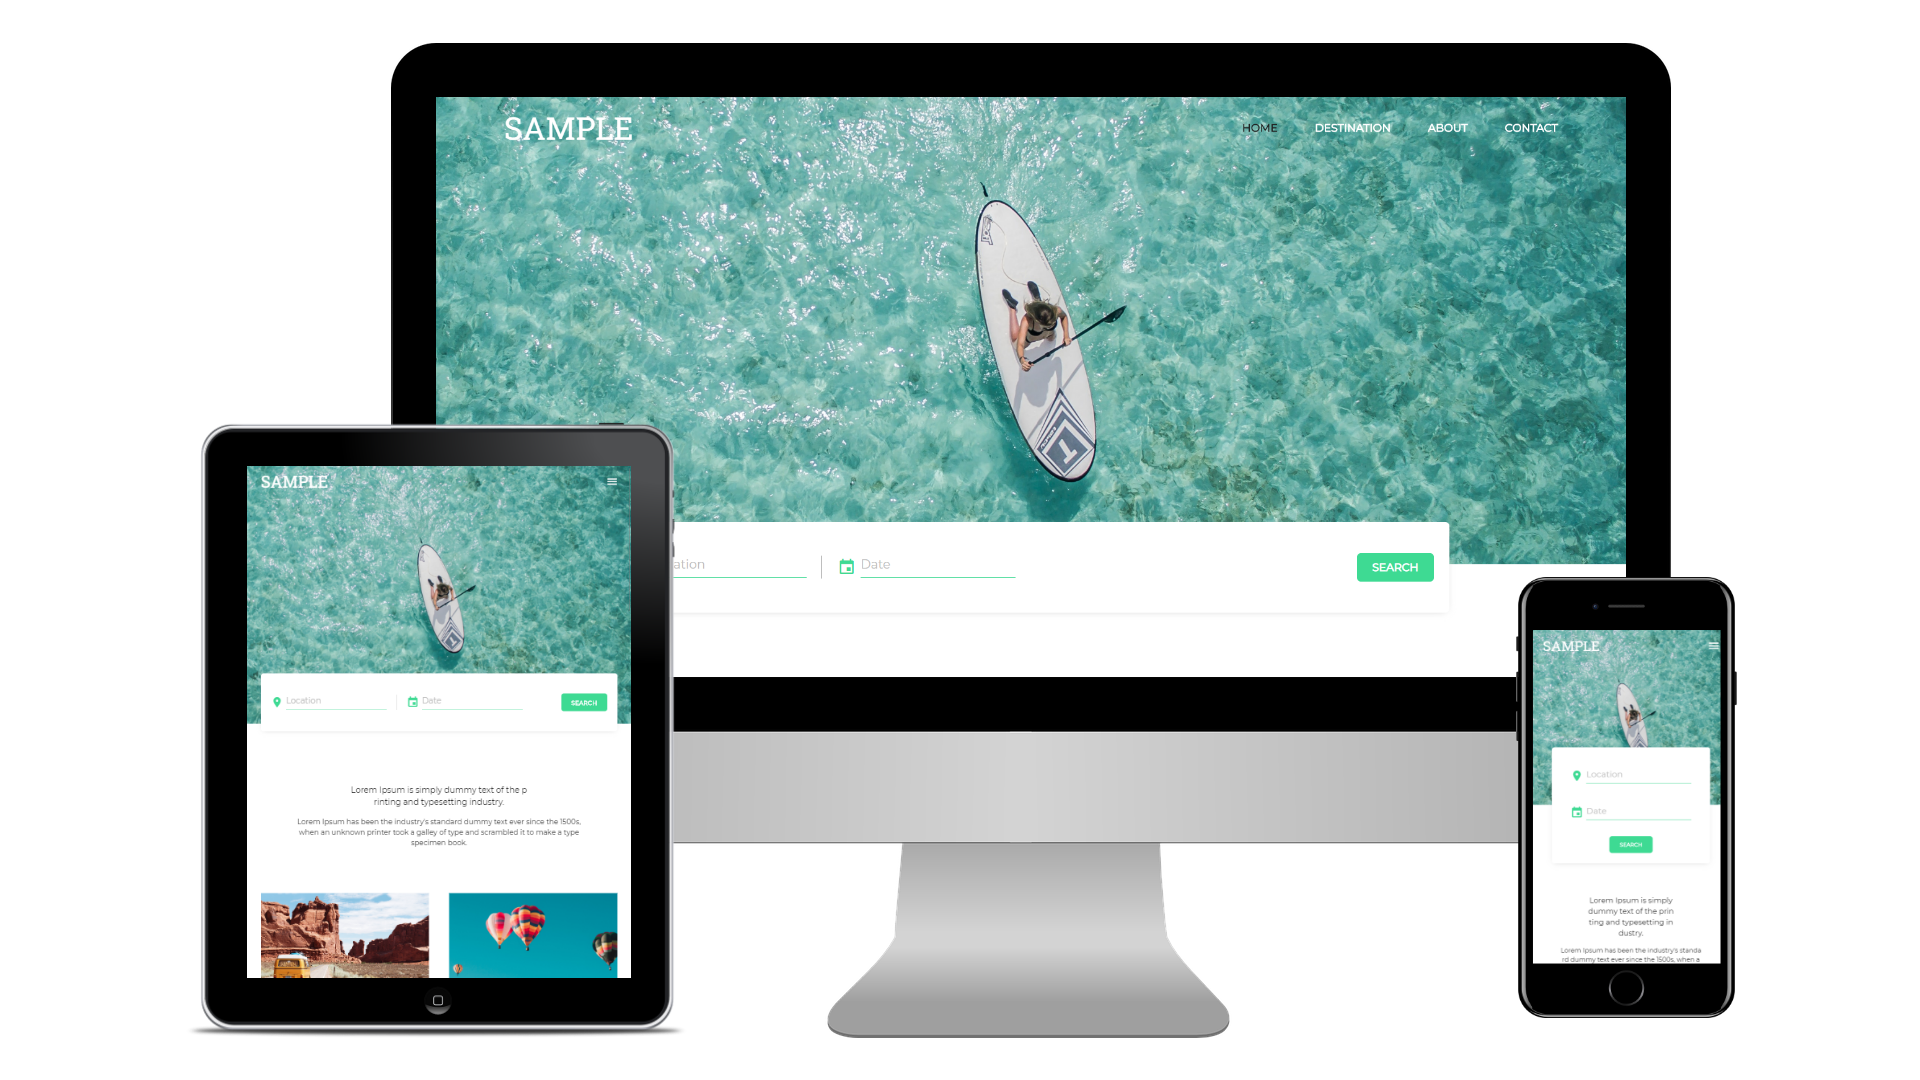 SAMPLE
HOME
DESTINATION
ABOUT
CONTACT
ation
Date
SEARCH
SAMPLE
Location
Date
SEARCH
Lorem Ipsum is simply dummy text of the p
rinting and typesetting industry.
Lorem Ipsum has been the industry's standard dummy text ever since the 1500s,
when an unknown printer took a galley of type and scrambled it to make a type
specimen book.
SAMPLE
Location
Date
SEARCH
Lorem Ipsum is simply
dummy text of the prin
ting and typesetting in
dustry.
Lorem Ipsum has been the industry's standa
rd dummy text ever since the 1500s, when a